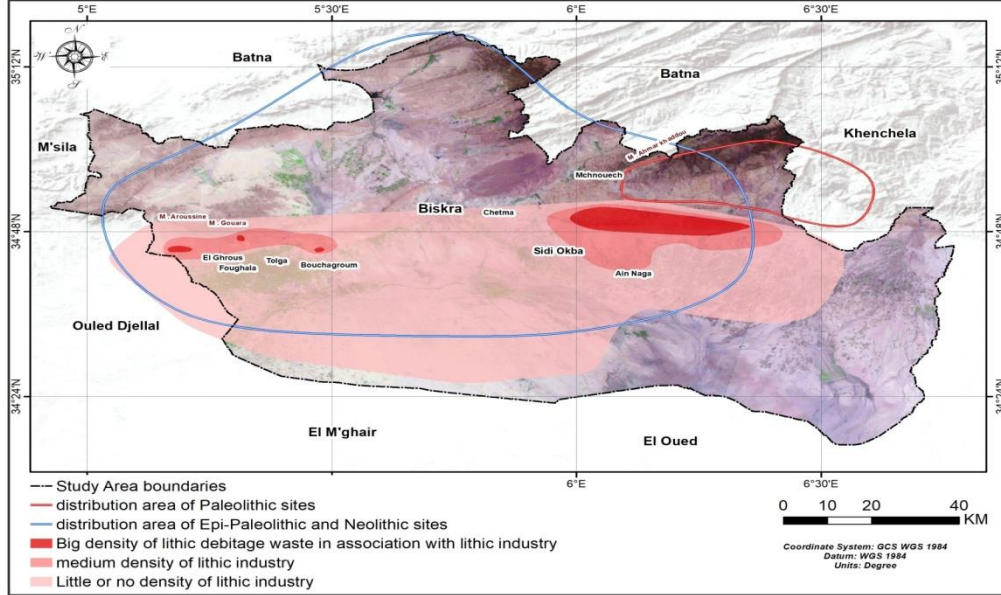 5°E
5°30'E
6°E
6°30'E
35°12'N
35°12'N
N
W
E
S
Batna
Batna
M'sila
Khenchela
M . Ahmar khaddou
Mchnouech
Biskra
Chetma
M . Aroussine
M . Gouara
34°48'N
34°48'N
El Ghrous
Foughala
Tolga
Bouchagroum
Sidi Okba
Ain Naga
Ouled Djellal
34°24'N
34°24'N
El M'ghair
El Oued
5°E
5°30'E
6°E
6°30'E
Study Area boundaries
distribution area of Paleolithic sites
distribution area of Epi-Paleolithic and Neolithic sites
Big density of lithic debitage waste in association with lithic industry
medium density of lithic industry
Little or no density of lithic industry
0 10 20 40
KM
Coordinate System: GCS WGS 1984
Datum: WGS 1984
Units: Degree